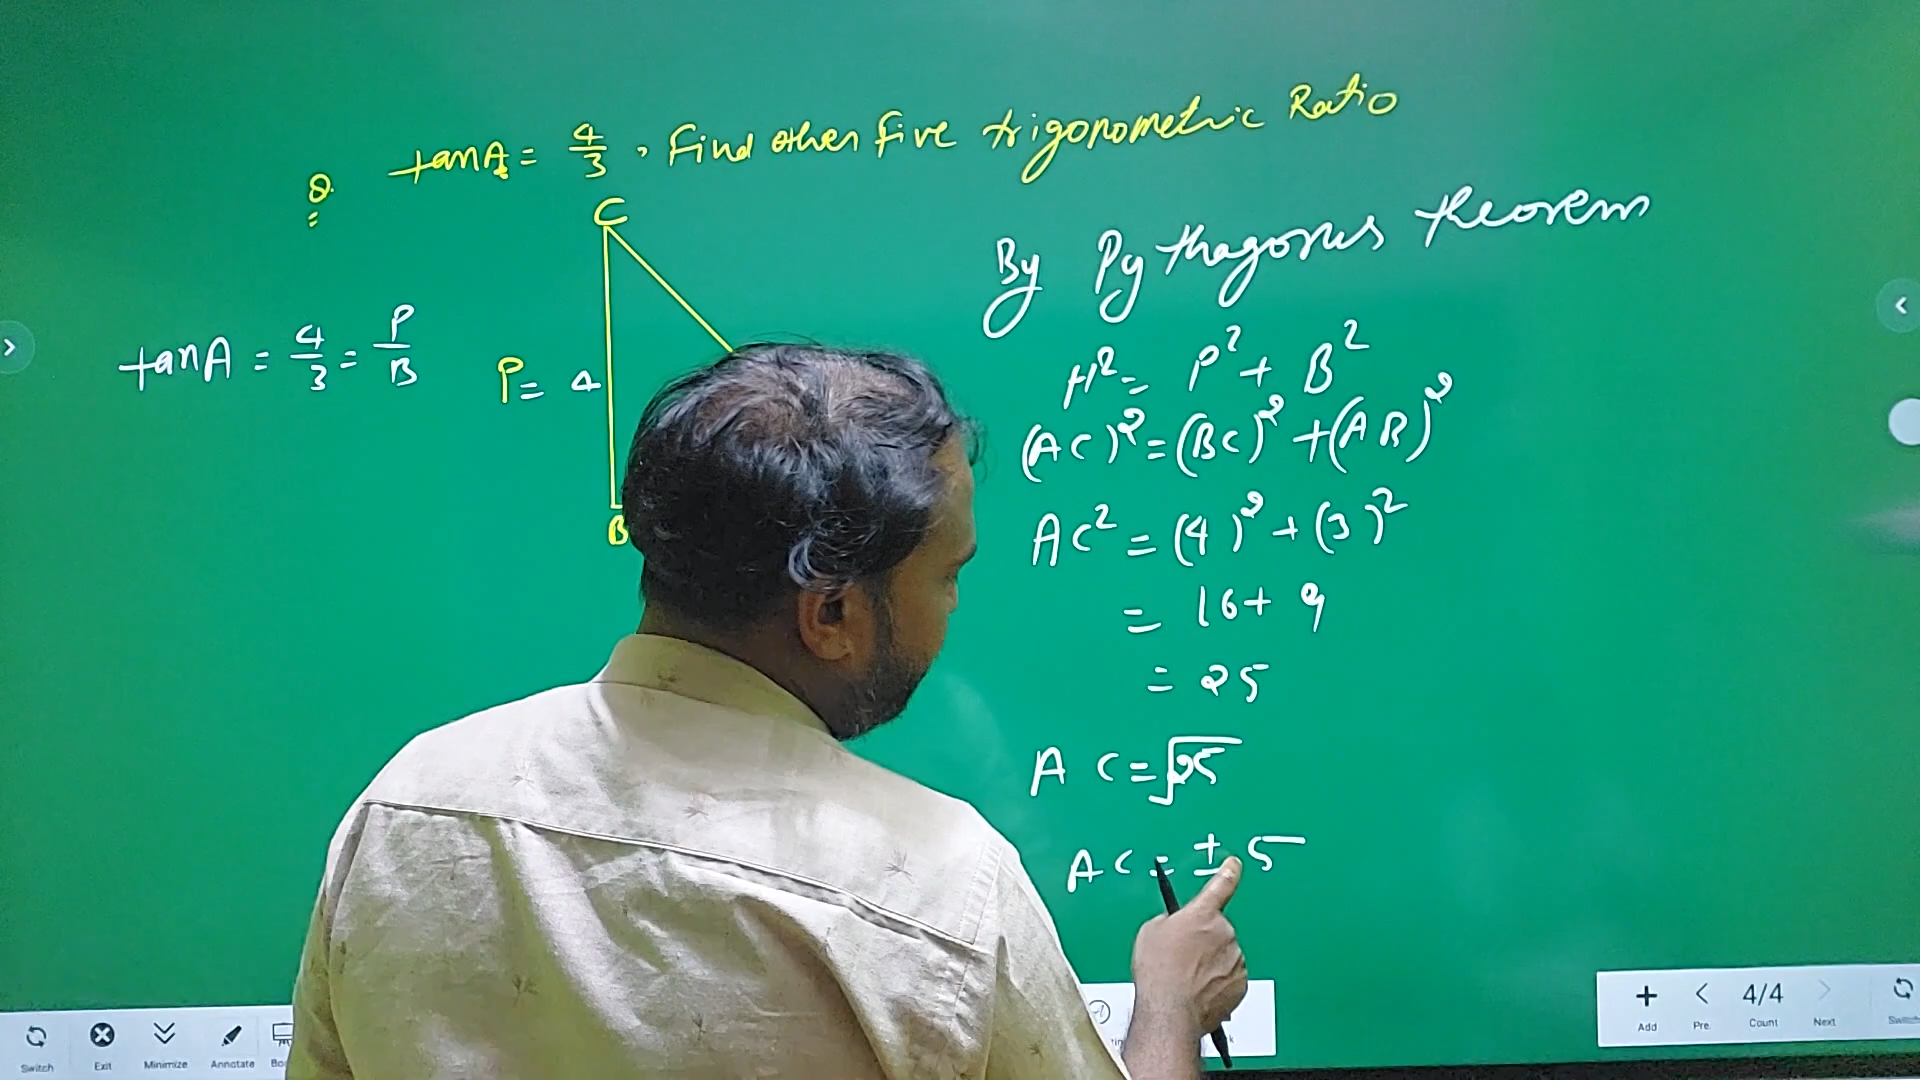 Q. tanA = 4/3, Find other five trigonometric Ratio
C
tanA = 4/3 = P/B
P = 4
B
By Pythagorus theorem
H² = P² + B²
(AC)² = (BC)² + (AB)²
AC² = (4)² + (3)²
= 16 + 9
= 25
AC = √25
AC = ± 5
Switch
Exit
Minimize
Annotate
4/4
Add
Pre
Count
Next